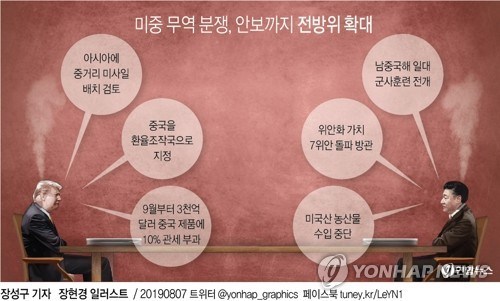 미중 무역 분쟁, 안보까지 전방위 확대
아시아에
중거리 미사일
배치 검토
중국을
환율조작국으로
지정
9월부터 3천억
달러 중국 제품에
10% 관세 부과
남중국해 일대
군사훈련 전개
위안화 가치
7위안 돌파 방관
미국산 농산물
수입 중단
연합뉴스
YONHAP NEWS
장성구 기자 장현경 일러스트 / 20190807 트위터 @yonhap_graphics 페이스북 tuney.kr/LeYN1